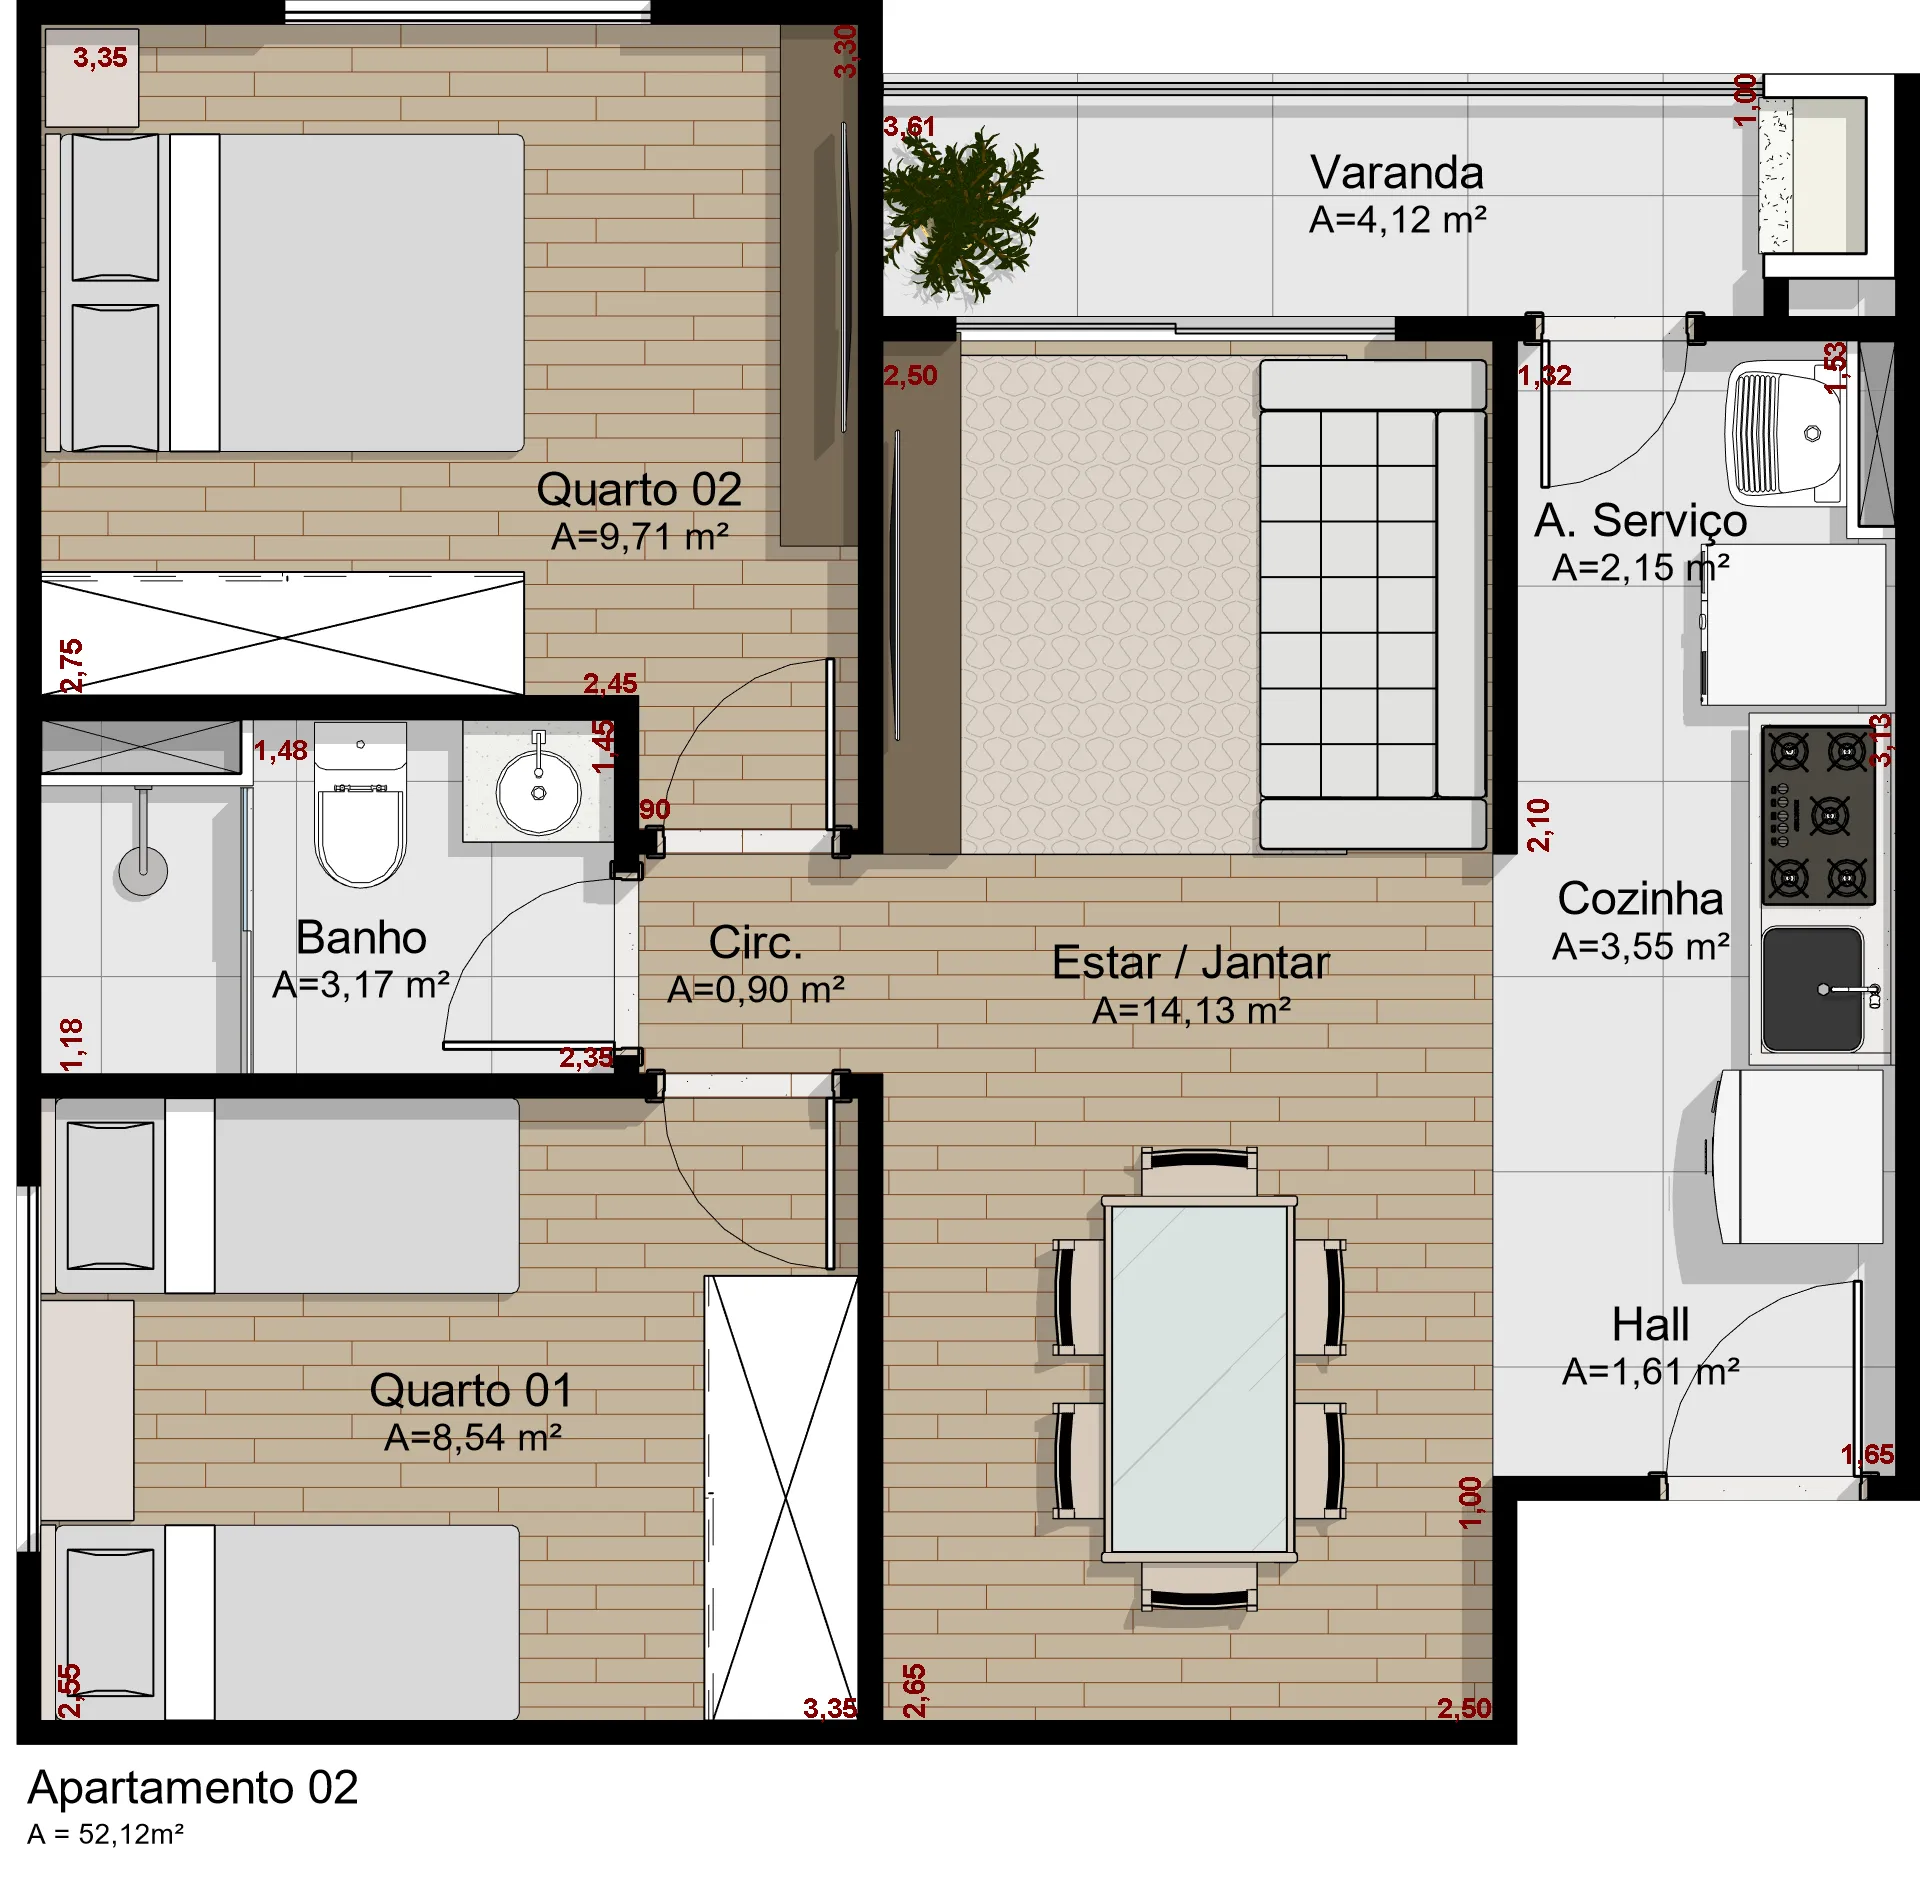 3,35
3,30
3,61
1,00
Varanda
A=4,12 m²
2,50
1,32
1,53
Quarto 02
A=9,71 m²
A. Serviço
A=2,15 m²
2,75
2,45
1,48
1,45
90
3,13
2,10
Banho
A=3,17 m²
Circ.
A=0,90 m²
Estar / Jantar
A=14,13 m²
Cozinha
A=3,55 m²
1,18
2,35
Hall
A=1,61 m²
Quarto 01
A=8,54 m²
1,65
1,00
2,55
3,35
2,65
2,50
Apartamento 02
A = 52,12m²